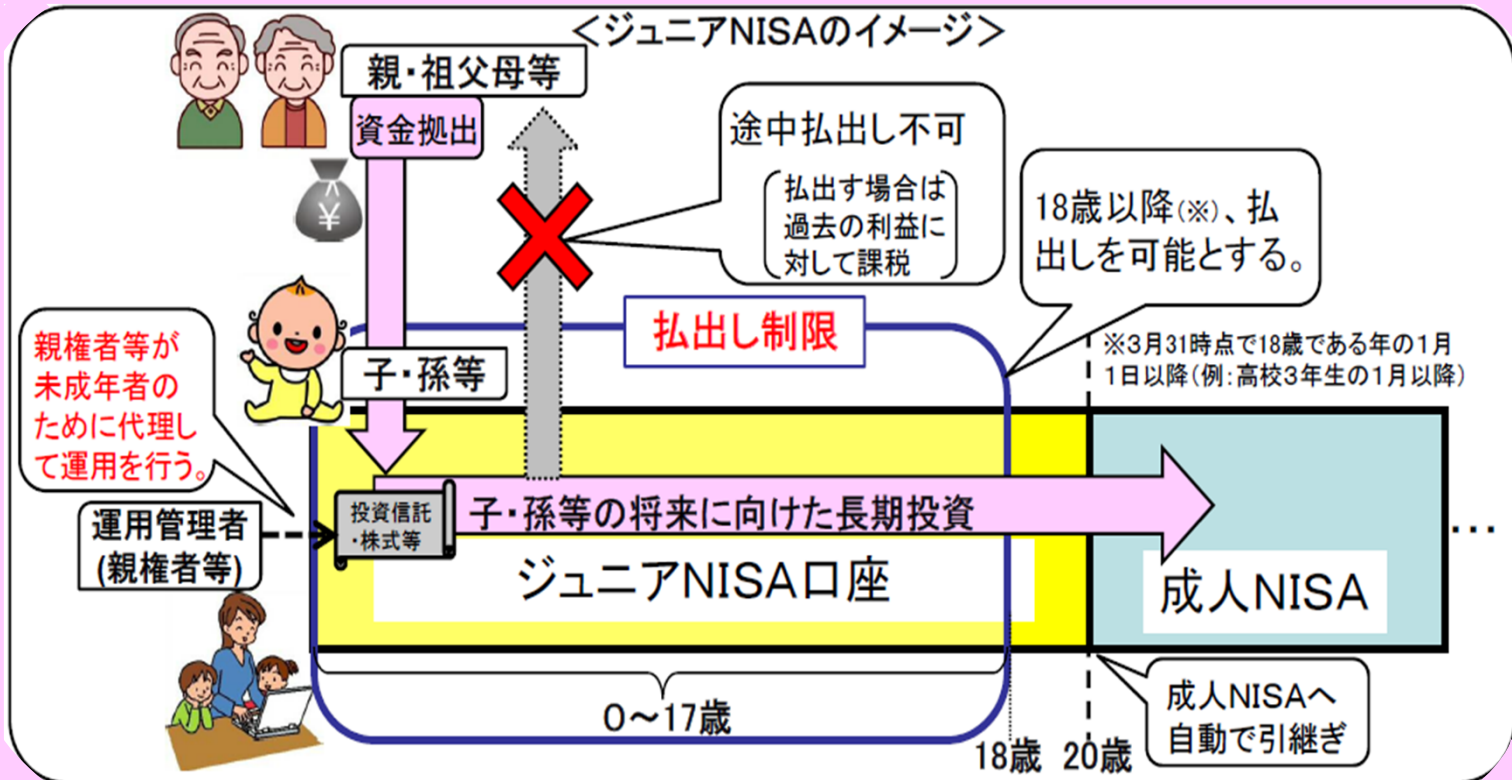 ＜ジュニアNISAのイメージ＞
親・祖父母等
資金拠出
¥
途中払出し不可
払出す場合は
過去の利益に
対して課税
18歳以降(※)、払
出しを可能とする。
払出し制限
※3月31時点で18歳である年の1月
1日以降(例:高校3年生の1月以降)
親権者等が
未成年者の
ために代理し
て運用を行う。
子・孫等
運用管理者
(親権者等)
投資信託
・株式等
子・孫等の将来に向けた長期投資
ジュニアNISA口座
成人NISA
…
0～17歳
18歳
20歳
成人NISAへ
自動で引継ぎ